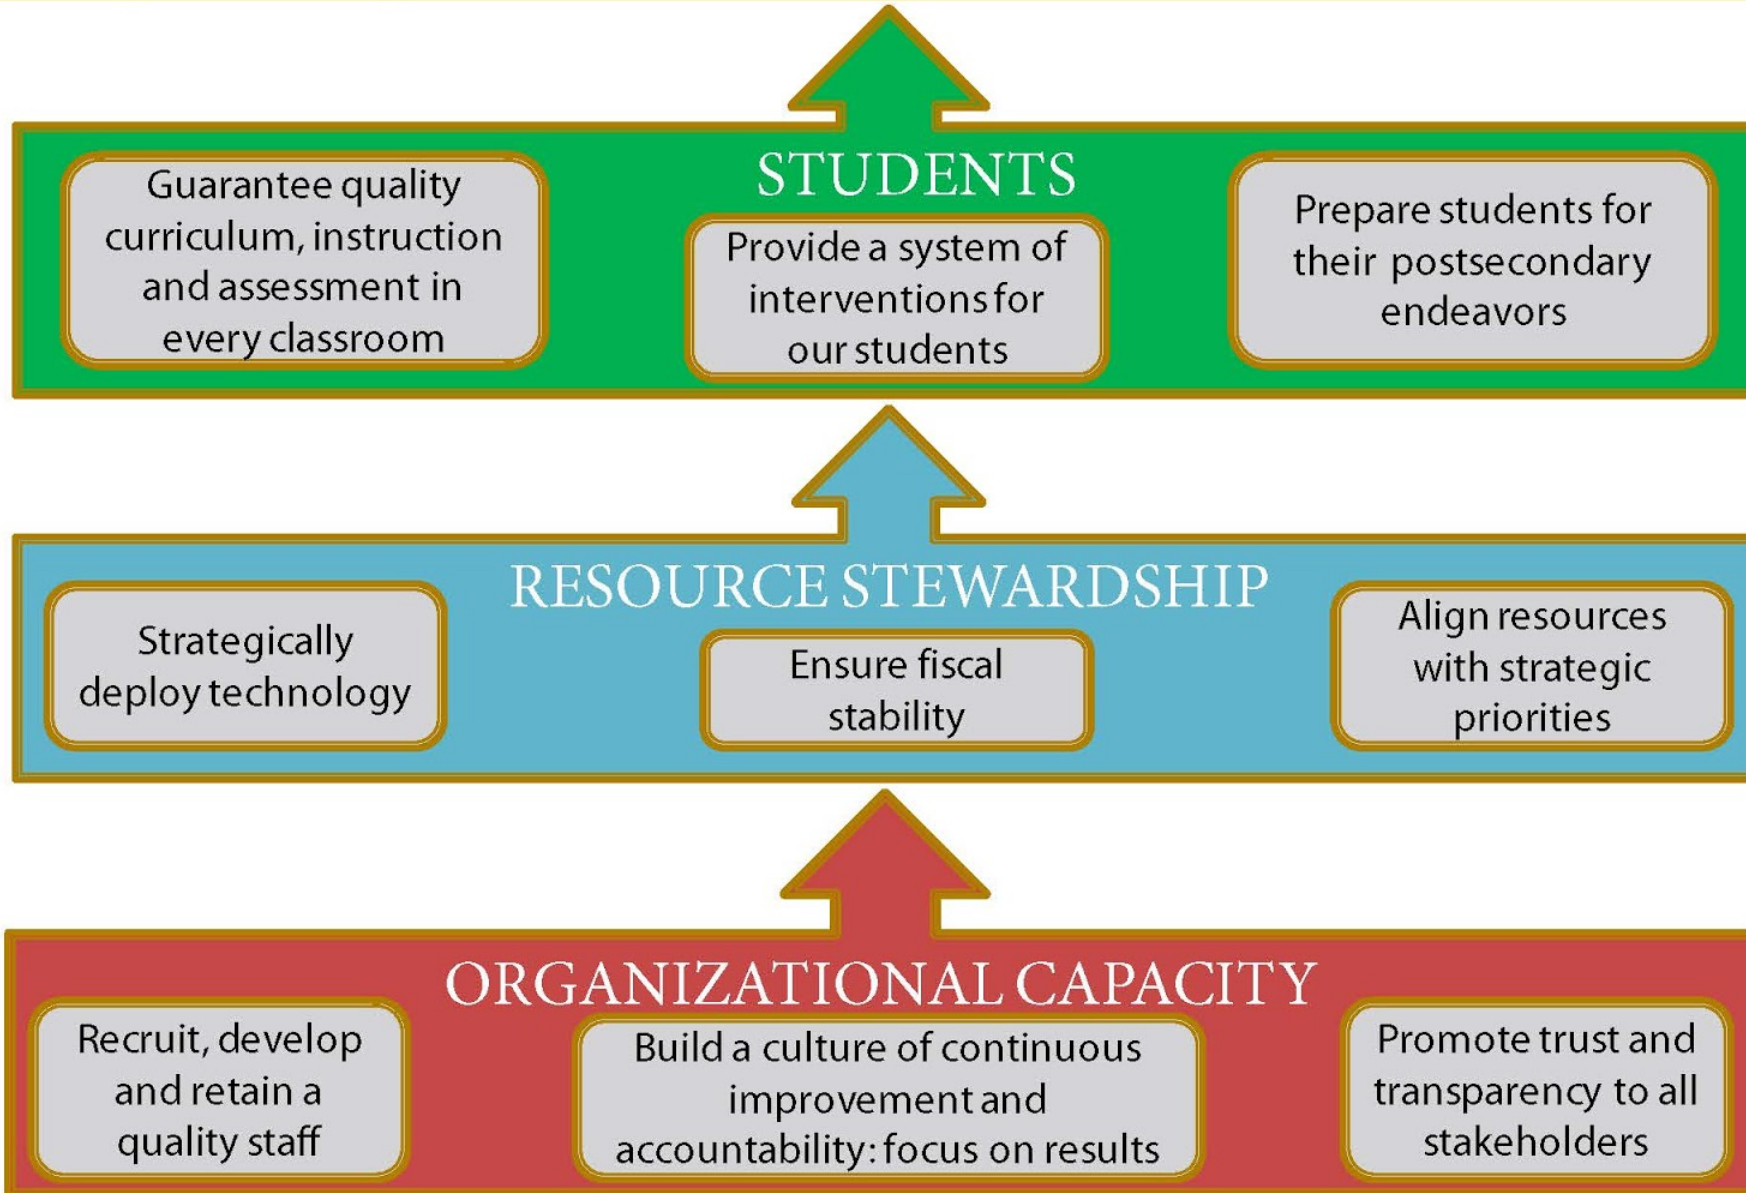 STUDENTS
Guarantee quality
curriculum, instruction
and assessment in
every classroom
Provide a system of
interventions for
our students
Prepare students for
their postsecondary
endeavors
RESOURCE STEWARDSHIP
Strategically
deploy technology
Ensure fiscal
stability
Align resources
with strategic
priorities
ORGANIZATIONAL CAPACITY
Recruit, develop
and retain a
quality staff
Build a culture of continuous
improvement and
accountability: focus on results
Promote trust and
transparency to all
stakeholders